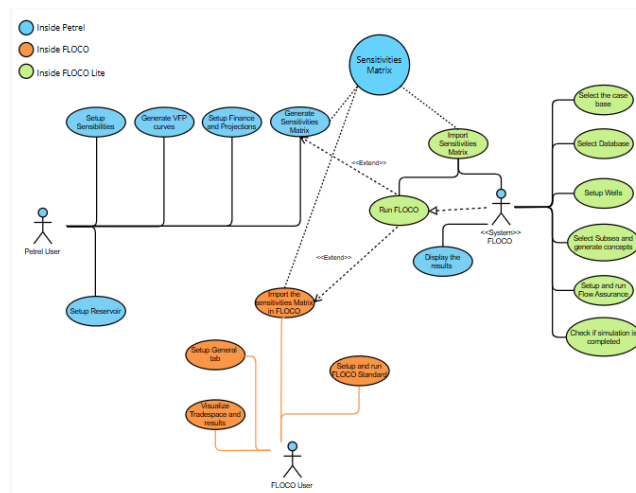 Inside Petrel
Inside FLOCO
Inside FLOCO Lite
Sensitivities
Matrix
Setup
Sensibilities
Generate VFP
curves
Setup Finance
and Projections
Generate
Sensitivities
Matrix
Import
Sensitivities
Matrix
Select the case
base
Select Database
Setup Wells
Select Subsea and
generate concepts
Setup and run
Flow Assurance
Check if simulation is
completed
<<Extend>>
Run FLOCO
<<System>>
FLOCO
Display the
results
Petrel User
<<Extend>>
Setup Reservoir
Import the
sensitivities Matrix
in FLOCO
Setup General
tab
Setup and run
FLOCO Standard
Visualize
Tradespace and
results
FLOCO User